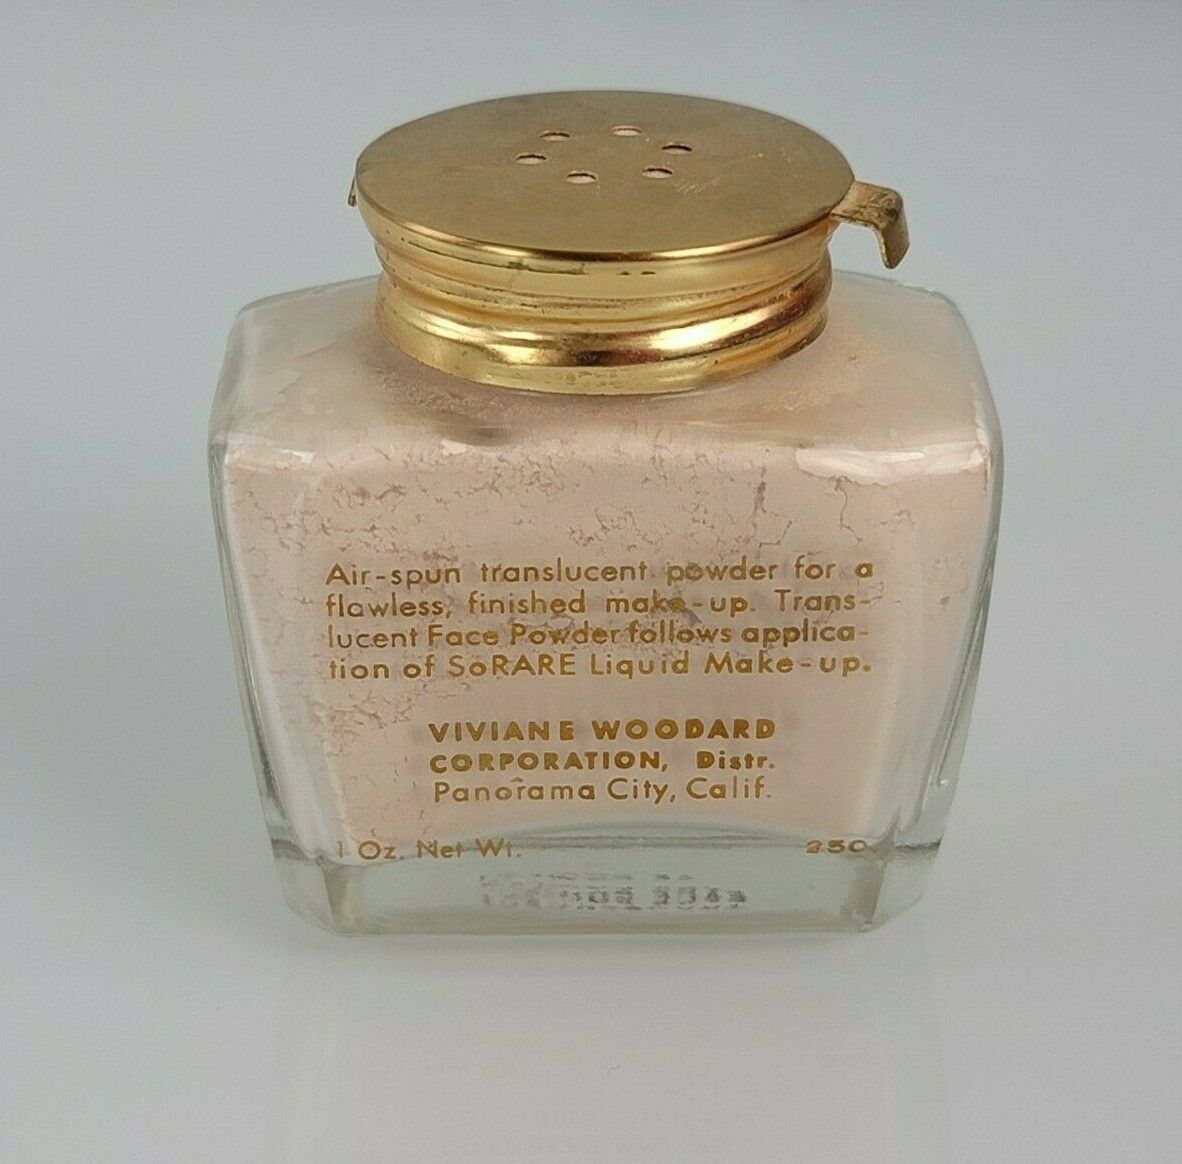 Air-spun translucent powder for a
flawless, finished make-up. Trans-
lucent Face Powder follows applica-
tion of SoRARE Liquid Make-up.
VIVIANE WOODARD
CORPORATION, Distr.
Panorama City, Calif.
1 Oz. Net Wt. 250